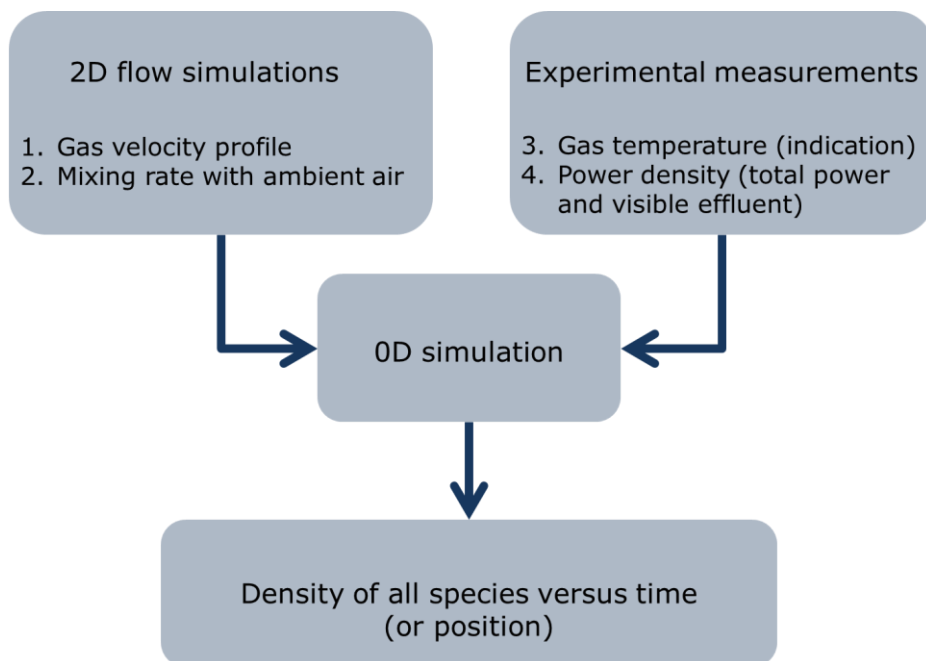 2D flow simulations
1. Gas velocity profile
2. Mixing rate with ambient air
Experimental measurements
3. Gas temperature (indication)
4. Power density (total power
and visible effluent)
0D simulation
Density of all species versus time
(or position)